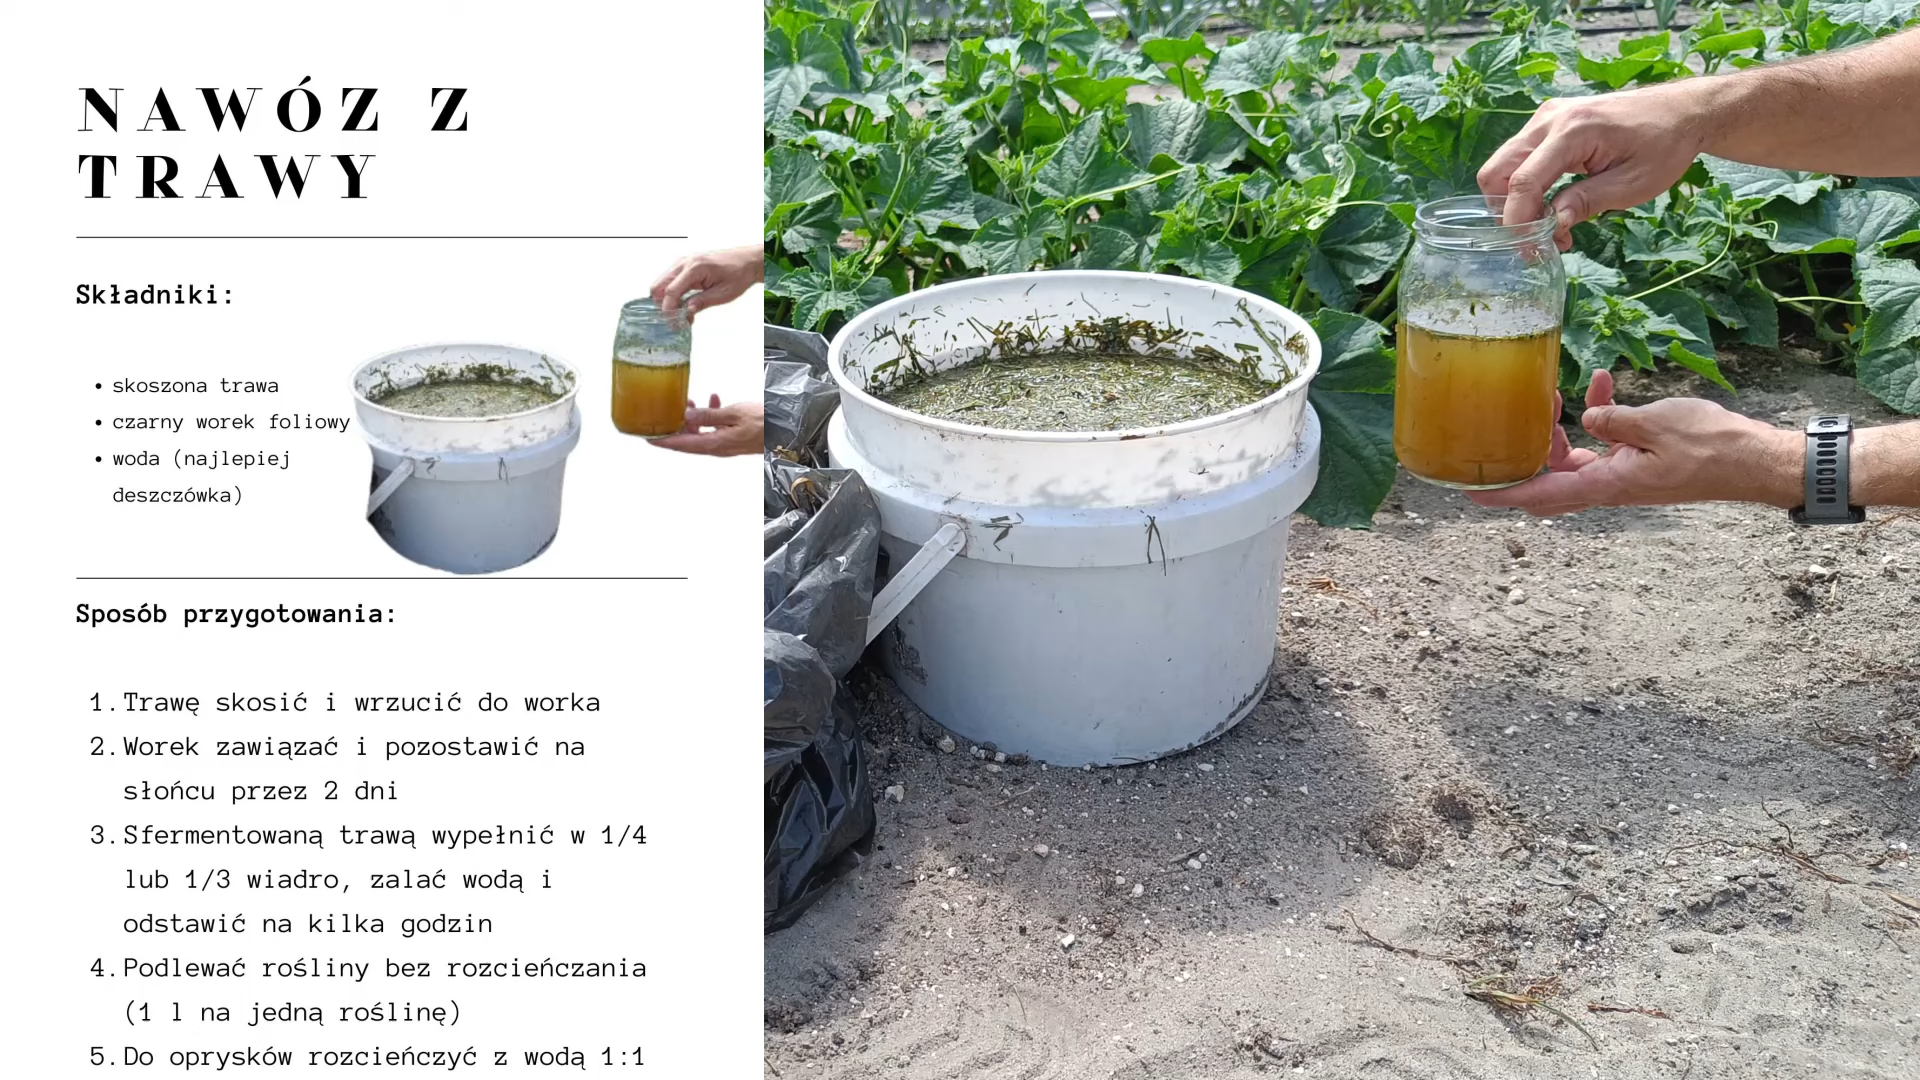 NAWÓZ Z
TRAWY
Składniki:
• skoszona trawa
• czarny worek foliowy
• woda (najlepiej
deszczówka)
Sposób przygotowania:
1. Trawę skosić i wrzucić do worka
2. Worek zawiązać i pozostawić na
słońcu przez 2 dni
3. Sfermentowaną trawą wypełnić w 1/4
lub 1/3 wiadro, zalać wodą i
odstawić na kilka godzin
4. Podlewać rośliny bez rozcieńczania
(1 l na jedną roślinę)
5. Do oprysków rozcieńczyć z wodą 1:1